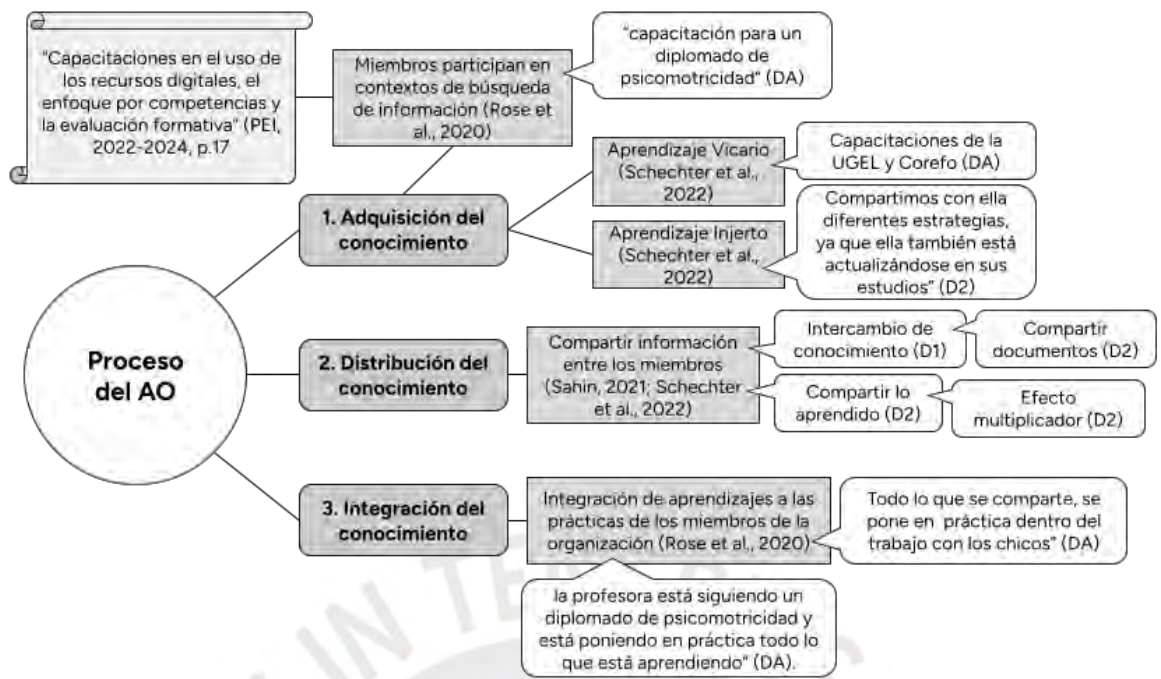 "Capacitaciones en el uso de
los recursos digitales, el
enfoque por competencias y
la evaluación formativa" (PEI,
2022-2024, p.17
Miembros participan en
contextos de búsqueda
de información (Rose et
al., 2020)
"capacitación para un
diplomado de
psicomotricidad" (DA)
Aprendizaje Vicario
(Schechter et al.,
2022)
Capacitaciones de la
UGEL y Corefo (DA)
1. Adquisición del
conocimiento
Aprendizaje Injerto
(Schechter et al.,
2022)
Compartimos con ella
diferentes estrategias,
ya que ella también está
actualizándose en sus
estudios" (D2)
Proceso
del AO
2. Distribución del
conocimiento
Compartir información
entre los miembros
(Sahin, 2021; Schechter
et al., 2022)
Intercambio de
conocimiento (D1)
Compartir
documentos (D2)
Compartir lo
aprendido (D2)
Efecto
multiplicador (D2)
3. Integración del
conocimiento
Integración de aprendizajes a las
prácticas de los miembros de la
organización (Rose et al., 2020)
Todo lo que se comparte, se
pone en práctica dentro del
trabajo con los chicos" (DA)
la profesora está siguiendo un
diplomado de psicomotricidad y
está poniendo en práctica todo lo
que está aprendiendo" (DA).
IN